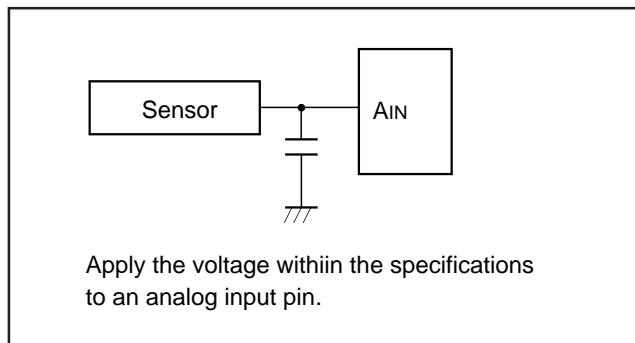 Sensor
AIN
Apply the voltage withiin the specifications
to an analog input pin.